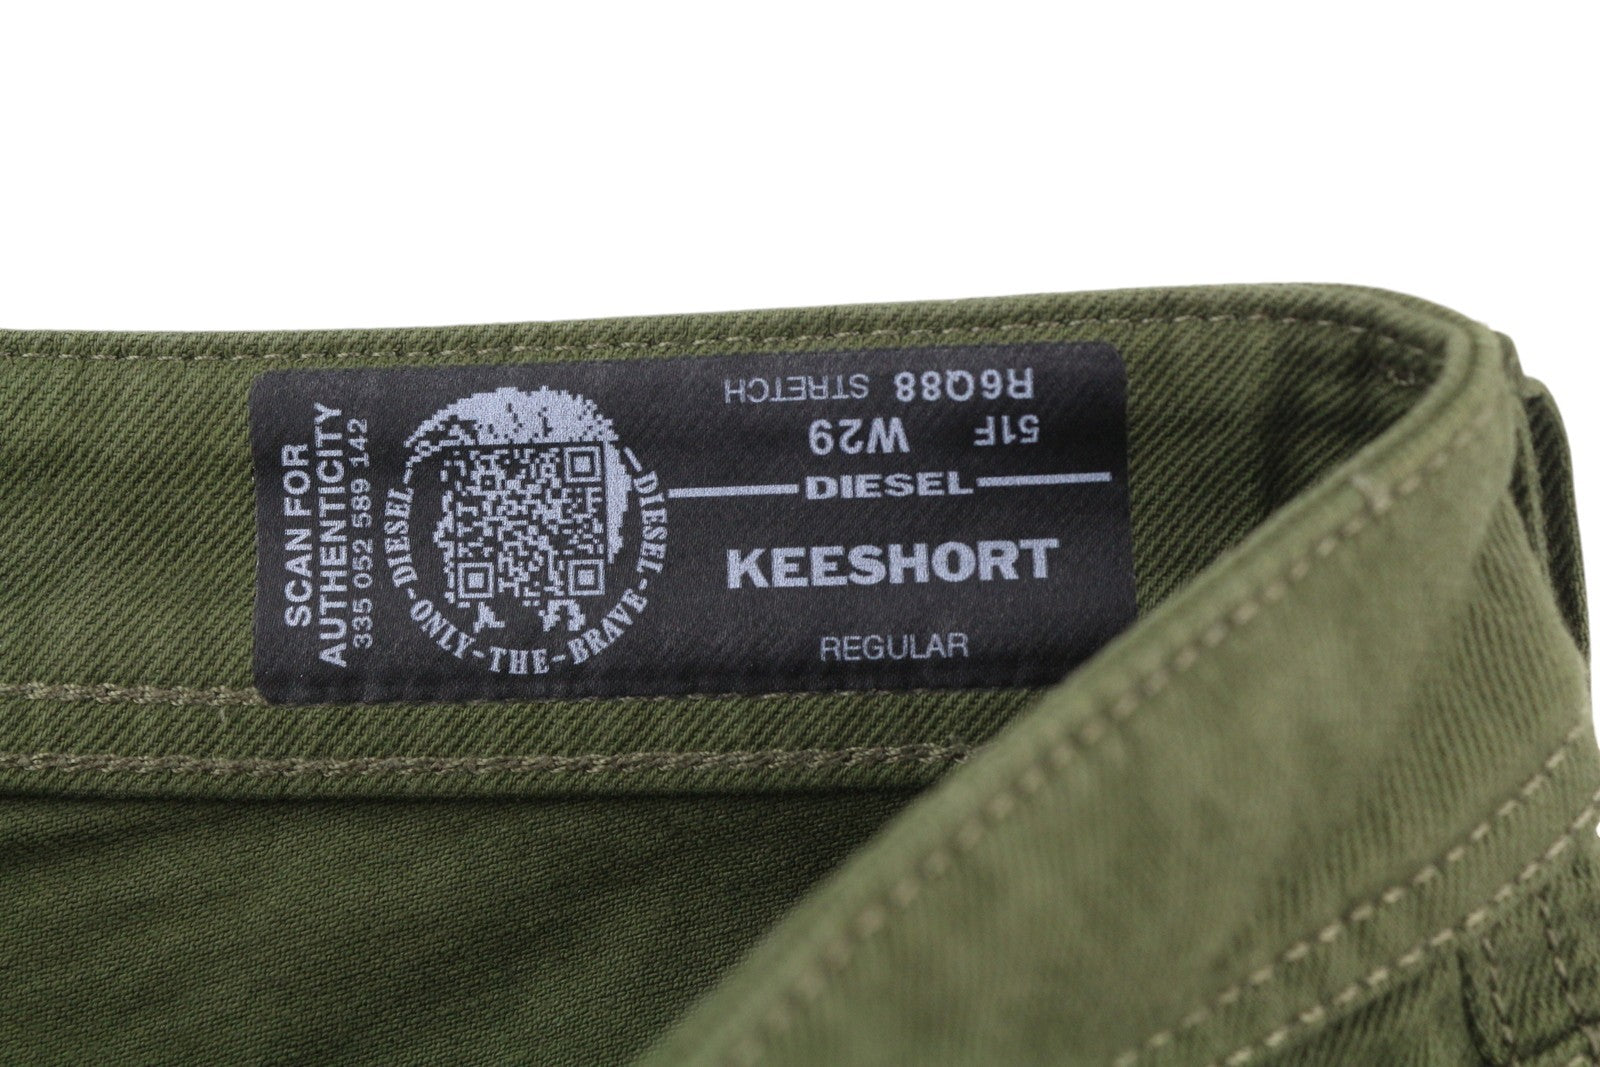 SCAN FOR
AUTHENTICITY
335 052 589 142
DIESEL-ONLY-THE-BRAVE-DIESEL
R6Q88 STRETCH
51F W29
DIESEL
KEESHORT
REGULAR